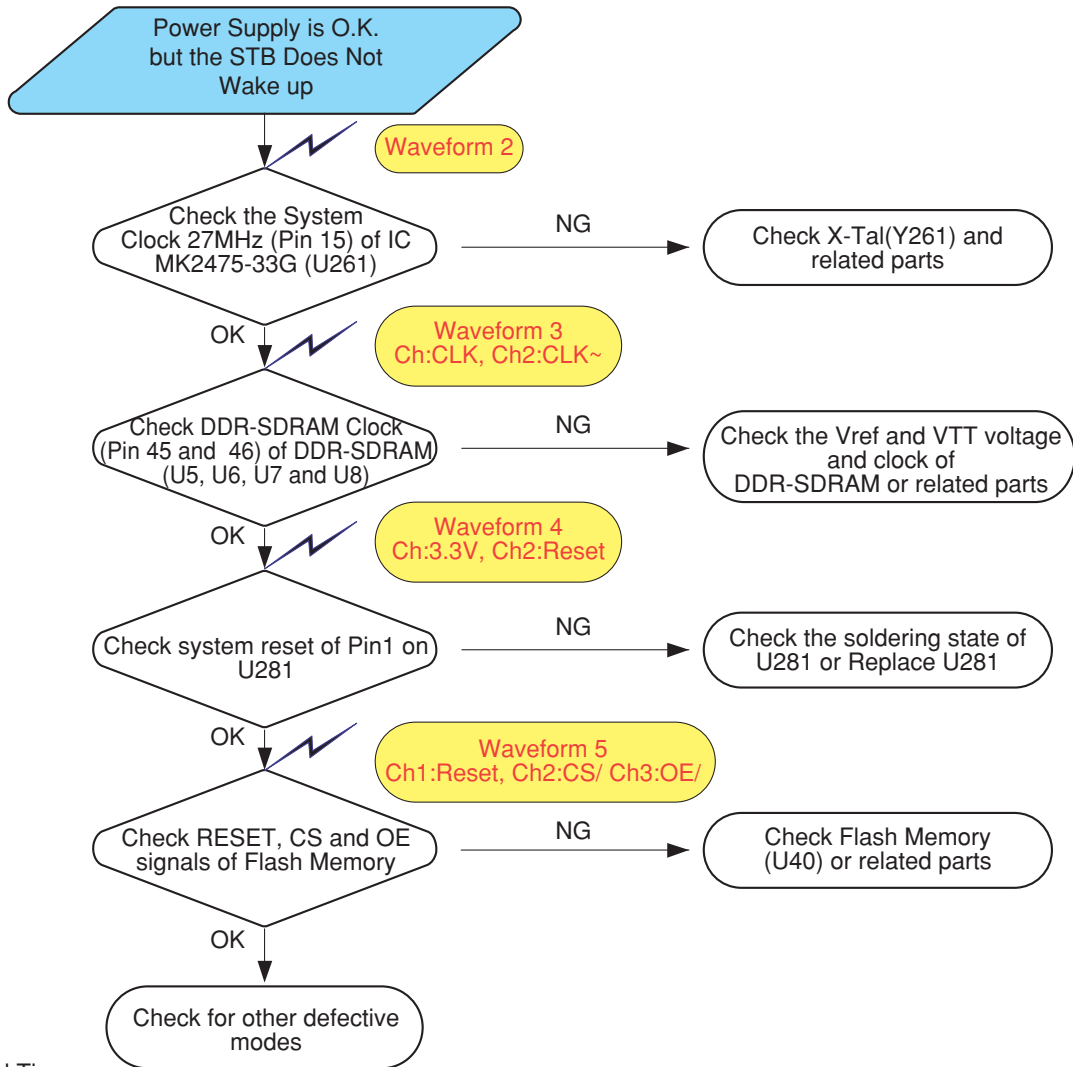 Power Supply is O.K.
but the STB Does Not
Wake up
Waveform 2
Check the System
Clock 27MHz (Pin 15) of IC
MK2475-33G (U261)
NG
Check X-Tal(Y261) and
related parts
OK
Waveform 3
Ch:CLK, Ch2:CLK~
Check DDR-SDRAM Clock
(Pin 45 and 46) of DDR-SDRAM
(U5, U6, U7 and U8)
NG
Check the Vref and VTT voltage
and clock of
DDR-SDRAM or related parts
OK
Waveform 4
Ch:3.3V, Ch2:Reset
Check system reset of Pin1 on
U281
NG
Check the soldering state of
U281 or Replace U281
OK
Waveform 5
Ch1:Reset, Ch2:CS/ Ch3:OE/
Check RESET, CS and OE
signals of Flash Memory
NG
Check Flash Memory
(U40) or related parts
OK
Check for other defective
modes